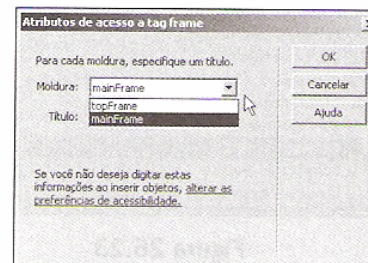 Atributos de acesso a tag frame
Para cada moldura, especifique um título.
OK
Moldura: mainFrame
Cancelar
topFrame
Ajuda
Título: mainFrame
Se você não deseja digitar estas
informações ao inserir objetos, alterar as
preferências de acessibilidade.